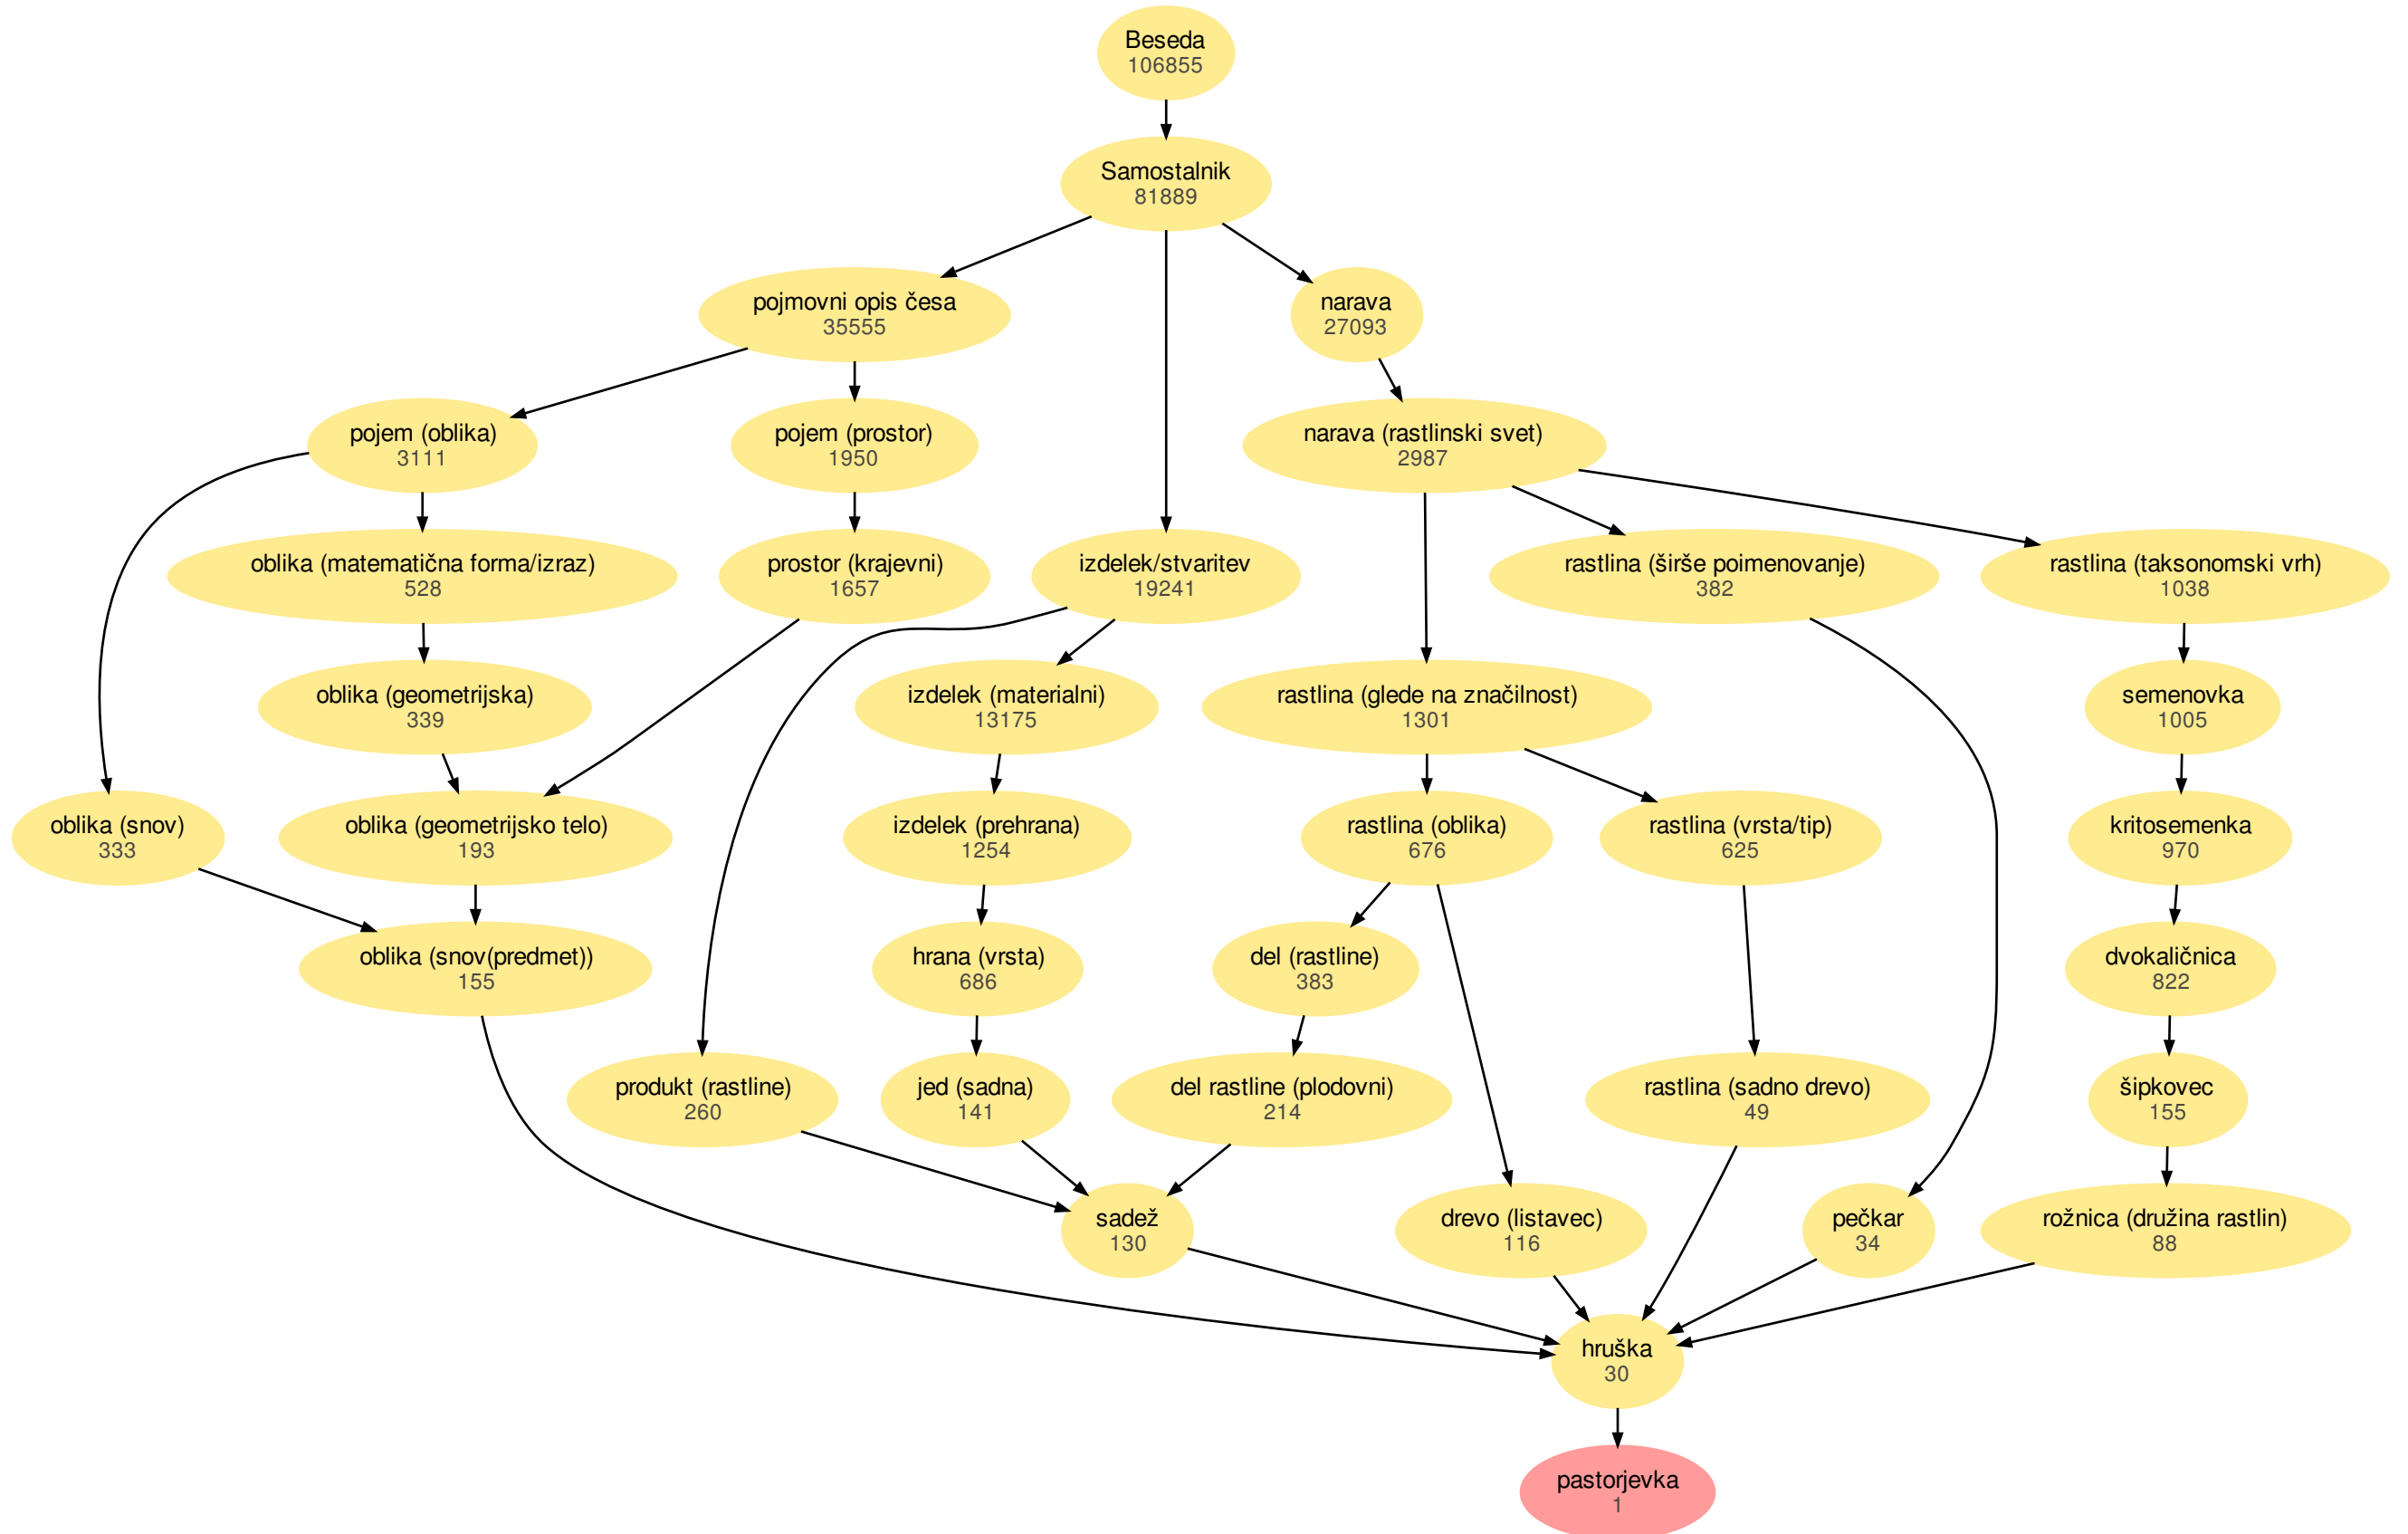 Beseda
106855
Samostalnik
81889
pojmovni opis česa
35555
narava
27093
pojem (oblika)
3111
pojem (prostor)
1950
narava (rastlinski svet)
2987
oblika (matematična forma/izraz)
528
prostor (krajevni)
1657
izdelek/stvaritev
19241
rastlina (širše poimenovanje)
382
rastlina (taksonomski vrh)
1038
oblika (geometrijska)
339
izdelek (materialni)
13175
rastlina (glede na značilnost)
1301
semenovka
1005
oblika (snov)
333
oblika (geometrijsko telo)
193
izdelek (prehrana)
1254
rastlina (oblika)
676
rastlina (vrsta/tip)
625
kritosemenka
970
oblika (snov(predmet))
155
hrana (vrsta)
686
del (rastline)
383
dvokaličnica
822
produkt (rastline)
260
jed (sadna)
141
del rastline (plodovni)
214
rastlina (sadno drevo)
49
šipkovec
155
sadež
130
drevo (listavec)
116
pečkar
34
rožnica (družina rastlin)
88
hruška
30
pastorjevka
1